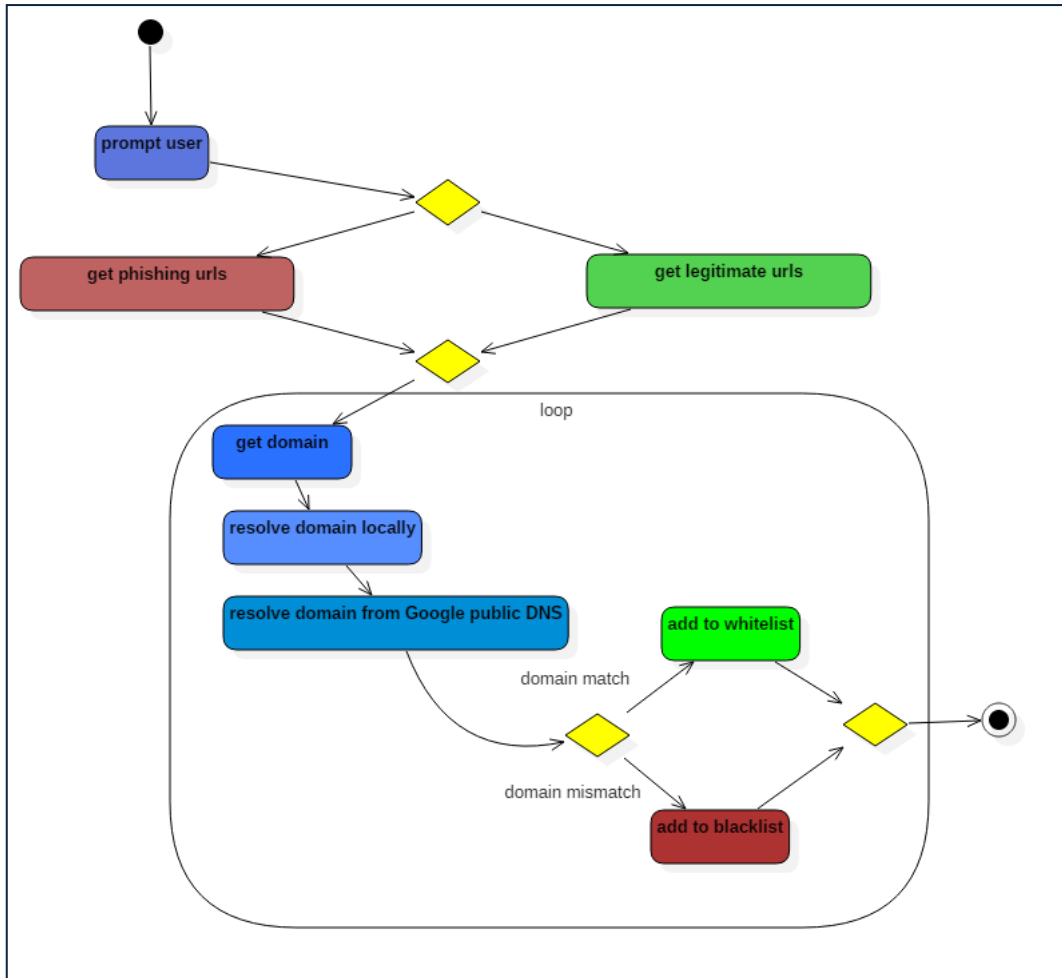 prompt user
get phishing urls
get legitimate urls
loop
get domain
resolve domain locally
resolve domain from Google public DNS
add to whitelist
domain match
domain mismatch
add to blacklist